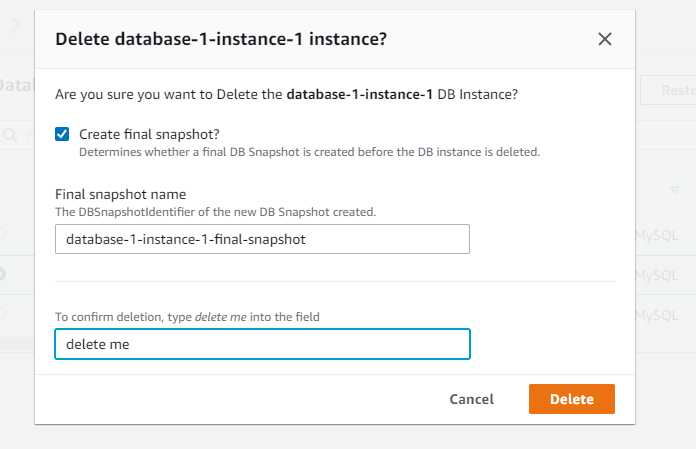 Delete database-1-instance-1 instance?
Are you sure you want to Delete the database-1-instance-1 DB Instance?
Create final snapshot?
Determines whether a final DB Snapshot is created before the DB instance is deleted.
Final snapshot name
The DBSnapshotIdentifier of the new DB Snapshot created.
database-1-instance-1-final-snapshot
To confirm deletion, type delete me into the field
delete me
Cancel
Delete
MySQL
MySQL
MySQL